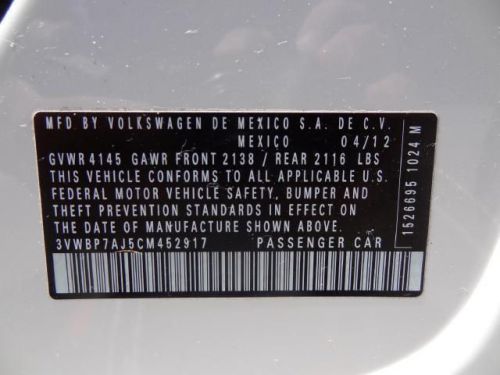 MFD BY VOLKSWAGEN DE MEXICO S.A. DE C.V.
MEXICO 04/12
GVWR 4145 GAWR FRONT 2138 / REAR 2116 LBS
THIS VEHICLE CONFORMS TO ALL APPLICABLE U.S.
FEDERAL MOTOR VEHICLE SAFETY, BUMPER AND
THEFT PREVENTION STANDARDS IN EFFECT ON
THE DATE OF MANUFACTURE SHOWN ABOVE.
3VWBP7AJ5CM452917 PASSENGER CAR
1526695 1024 M